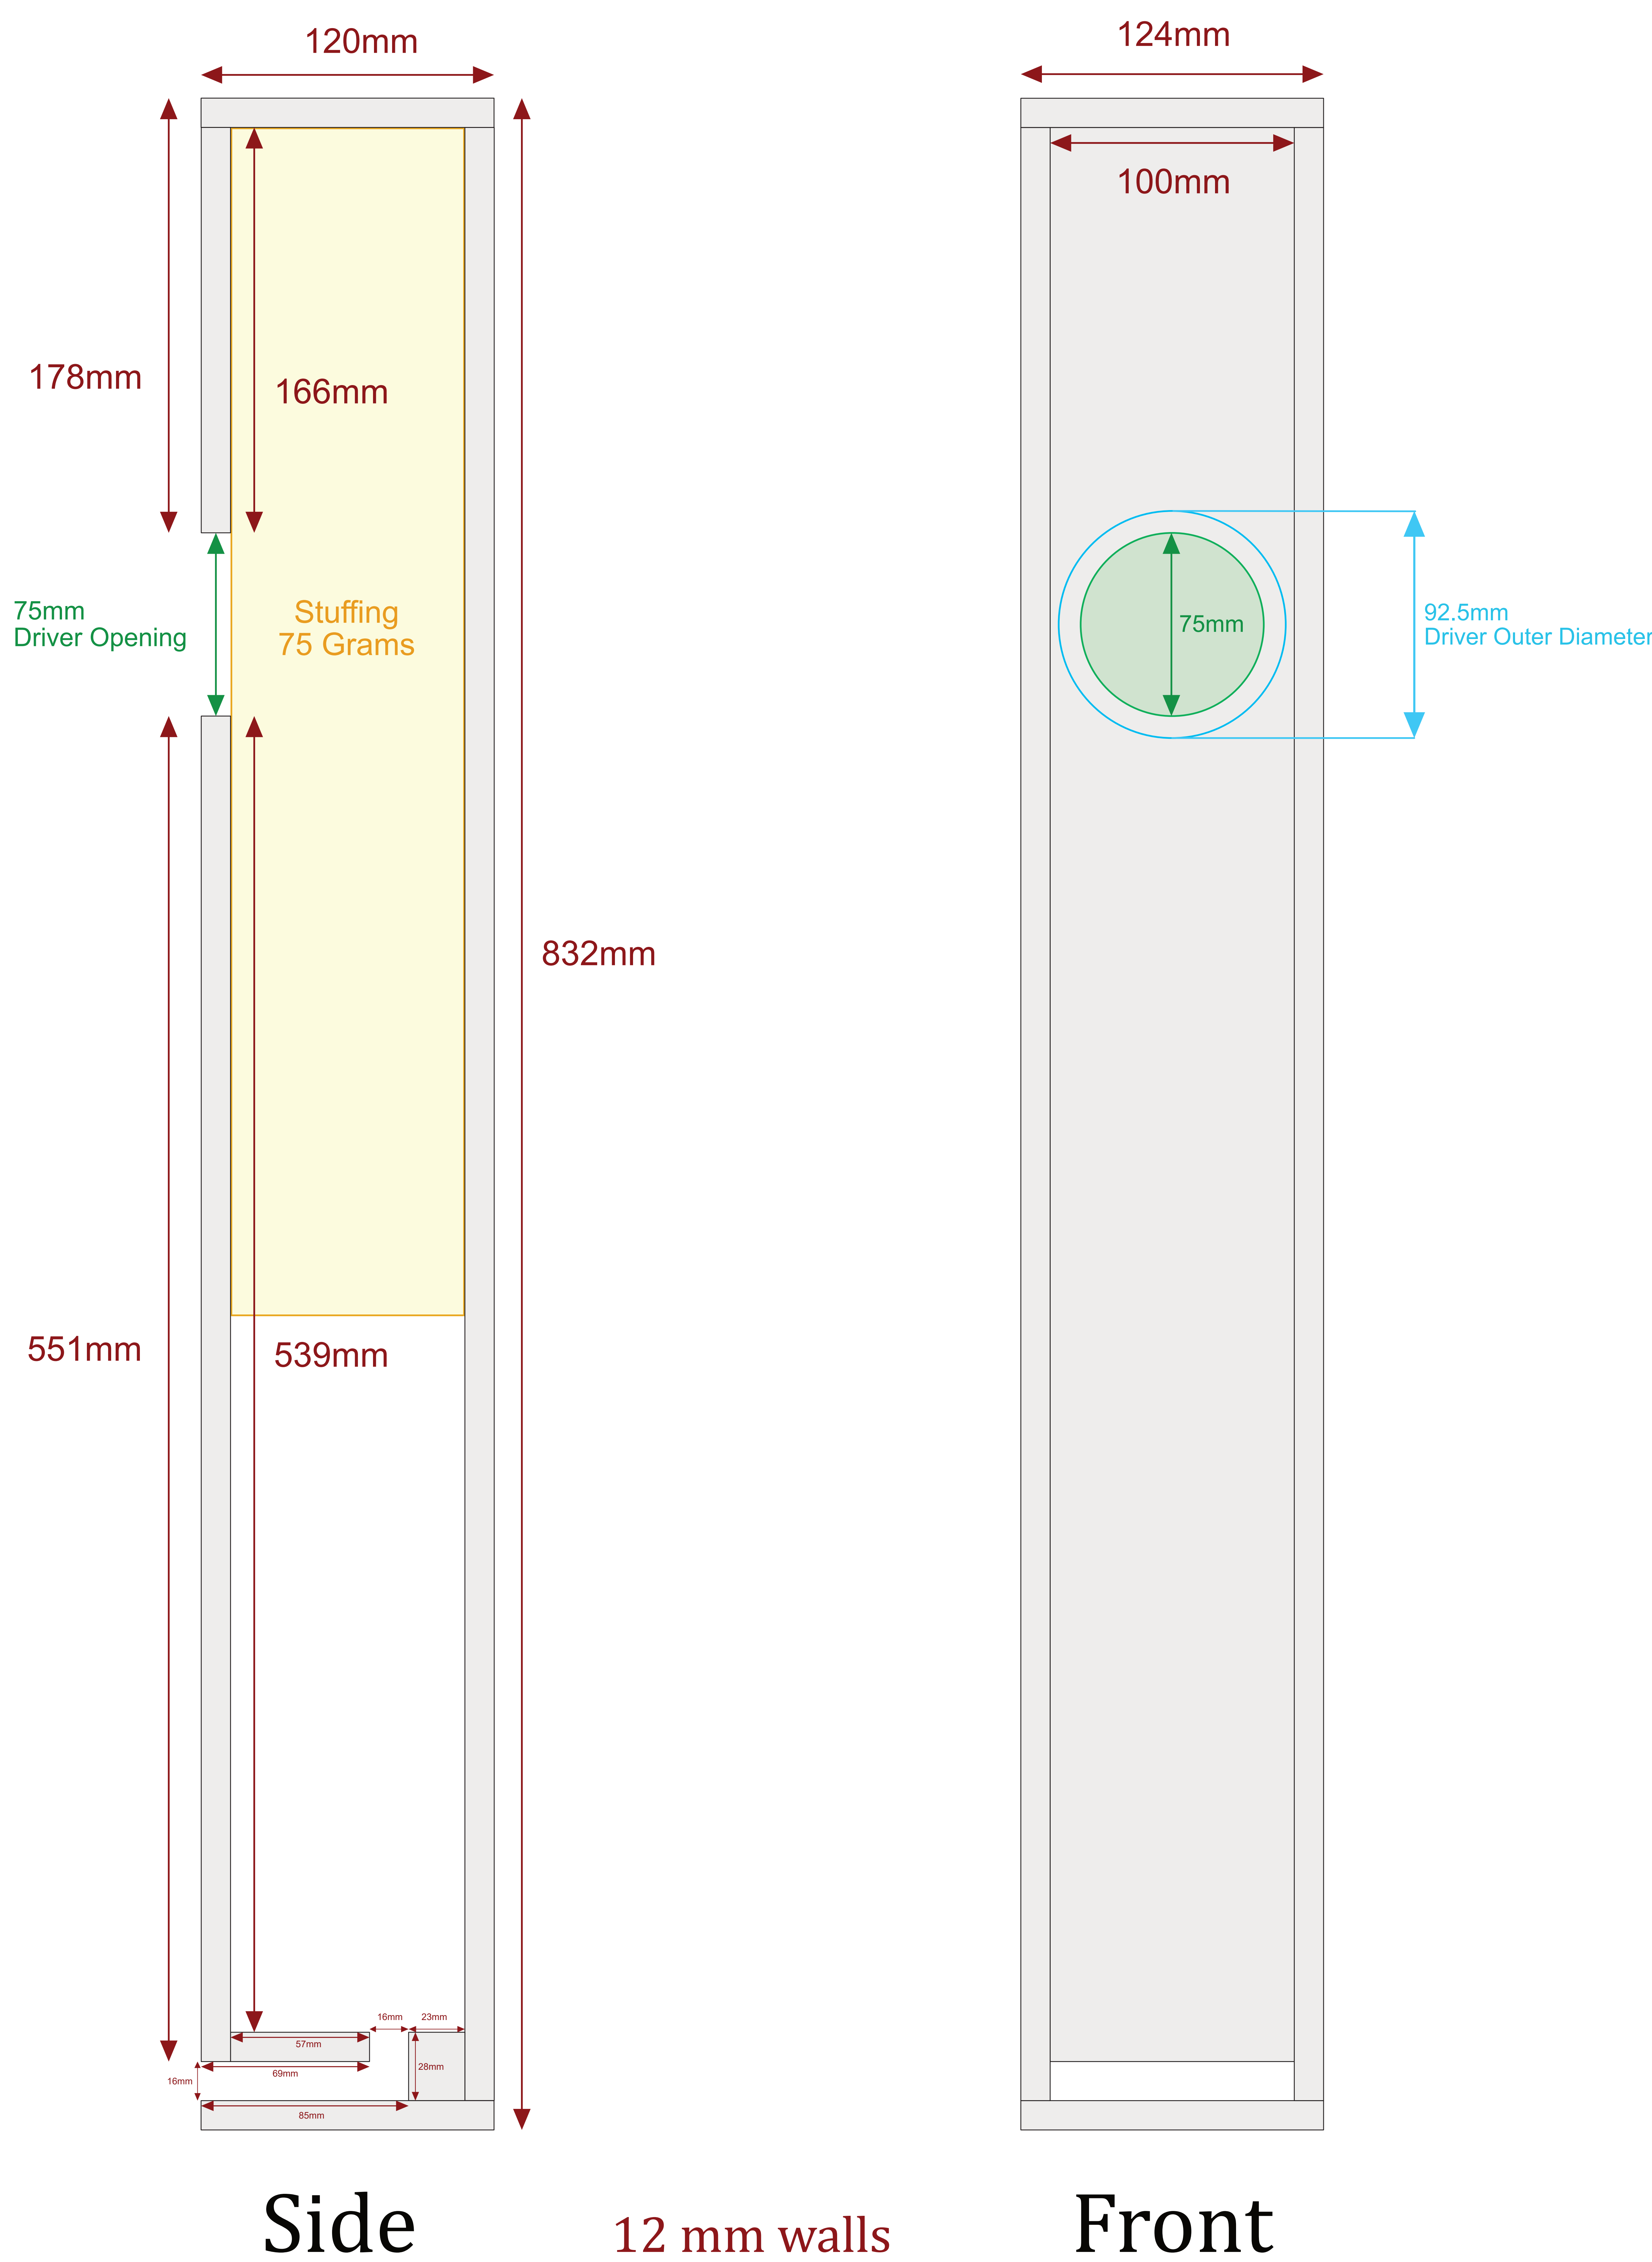 120mm
124mm
100mm
178mm
166mm
75mm
Driver Opening
Stuffing
75 Grams
75mm
92.5mm
Driver Outer Diameter
832mm
551mm
539mm
16mm
23mm
57mm
28mm
69mm
16mm
85mm
Side
12 mm walls
Front